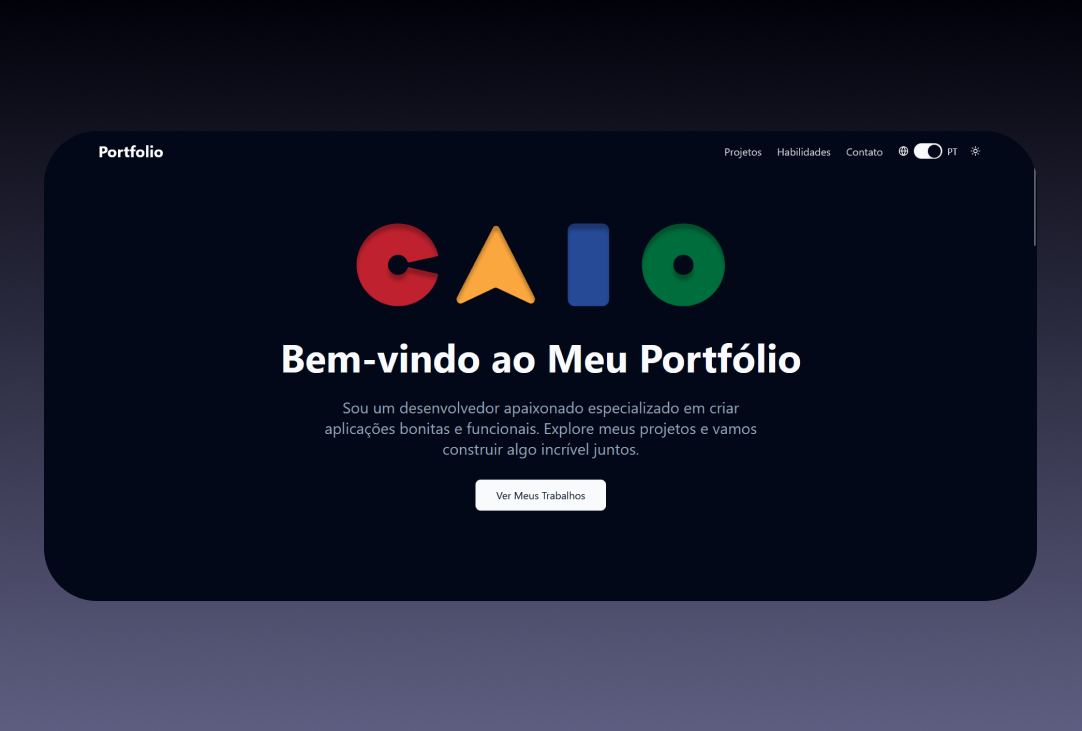 Portfolio
Projetos Habilidades Contato PT
CAIO
Bem-vindo ao Meu Portfólio
Sou um desenvolvedor apaixonado especializado em criar
aplicações bonitas e funcionais. Explore meus projetos e vamos
construir algo incrível juntos.
Ver Meus Trabalhos